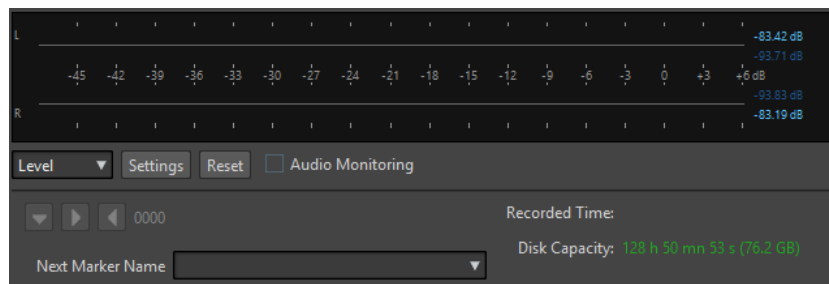 L -83.42 dB
-93.71 dB
-45 -42 -39 -36 -33 -30 -27 -24 -21 -18 -15 -12 -9 -6 -3 0 +3 +6 dB
-93.83 dB
R -83.19 dB
Level Settings Reset Audio Monitoring
0000 Recorded Time:
Disk Capacity: 128 h 50 mn 53 s (76.2 GB)
Next Marker Name